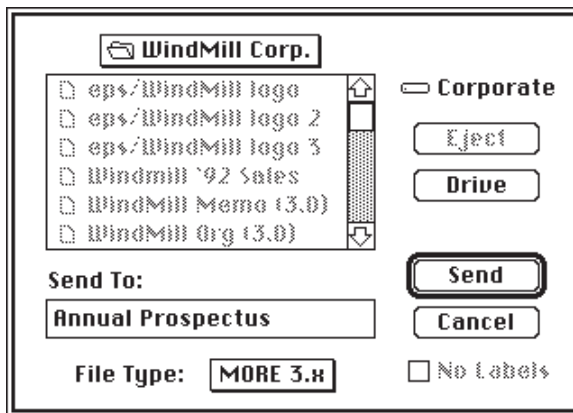 WindMill Corp.
eps/WindMill logo
eps/WindMill logo 2
eps/WindMill logo 3
Windmill '92 Sales
WindMill Memo (3.0)
WindMill Org (3.0)
Corporate
Eject
Drive
Send To:
Annual Prospectus
Send
Cancel
File Type:
MORE 3.x
No Labels